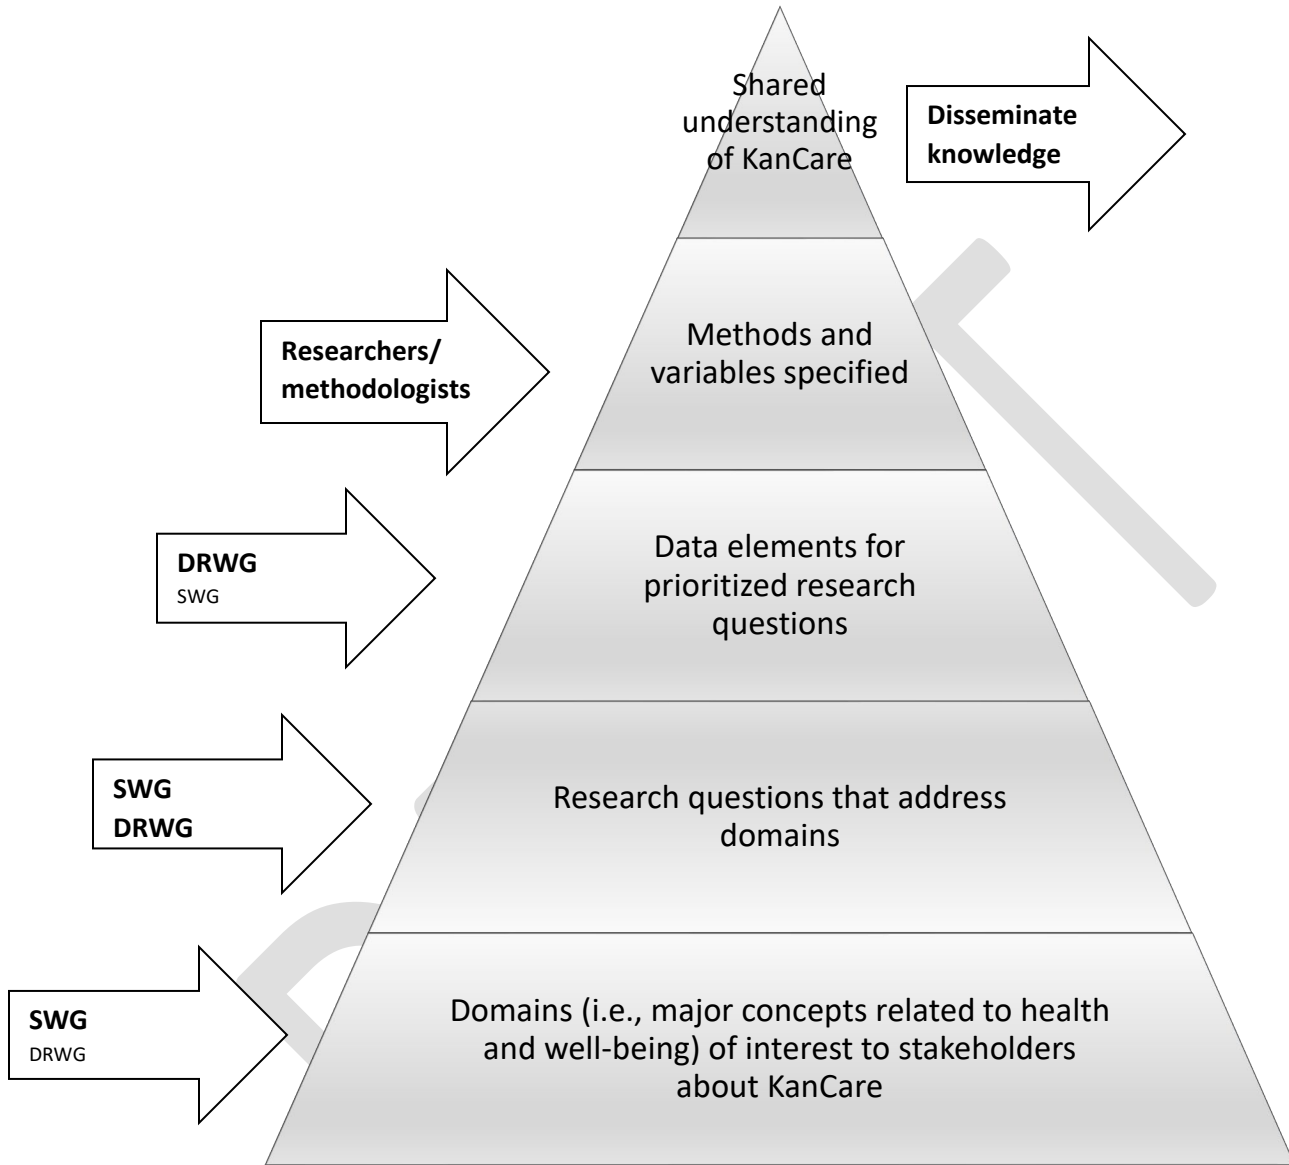 Shared
understanding
of KanCare
Disseminate
knowledge
Researchers/
methodologists
Methods and
variables specified
DRWG
SWG
Data elements for
prioritized research
questions
SWG
DRWG
Research questions that address
domains
SWG
DRWG
Domains (i.e., major concepts related to health
and well-being) of interest to stakeholders
about KanCare